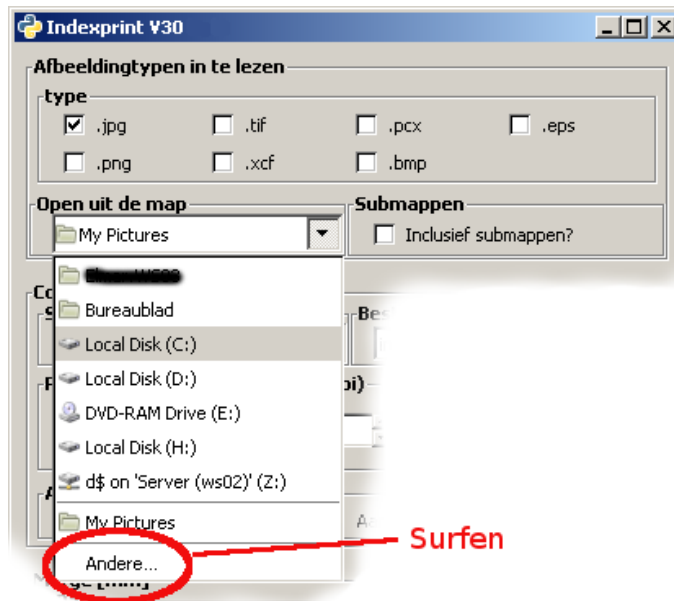 Indexprint V30
Afbeeldingtypen in te lezen
type
.jpg .tif .pcx .eps
.png .xcf .bmp
Open uit de map Submappen
My Pictures Inclusief submappen?
Bureaublad
Local Disk (C:)
Local Disk (D:)
DVD-RAM Drive (E:)
Local Disk (H:)
d$ on 'Server (ws02)' (Z:)
My Pictures
Andere...
Surfen
[mm]